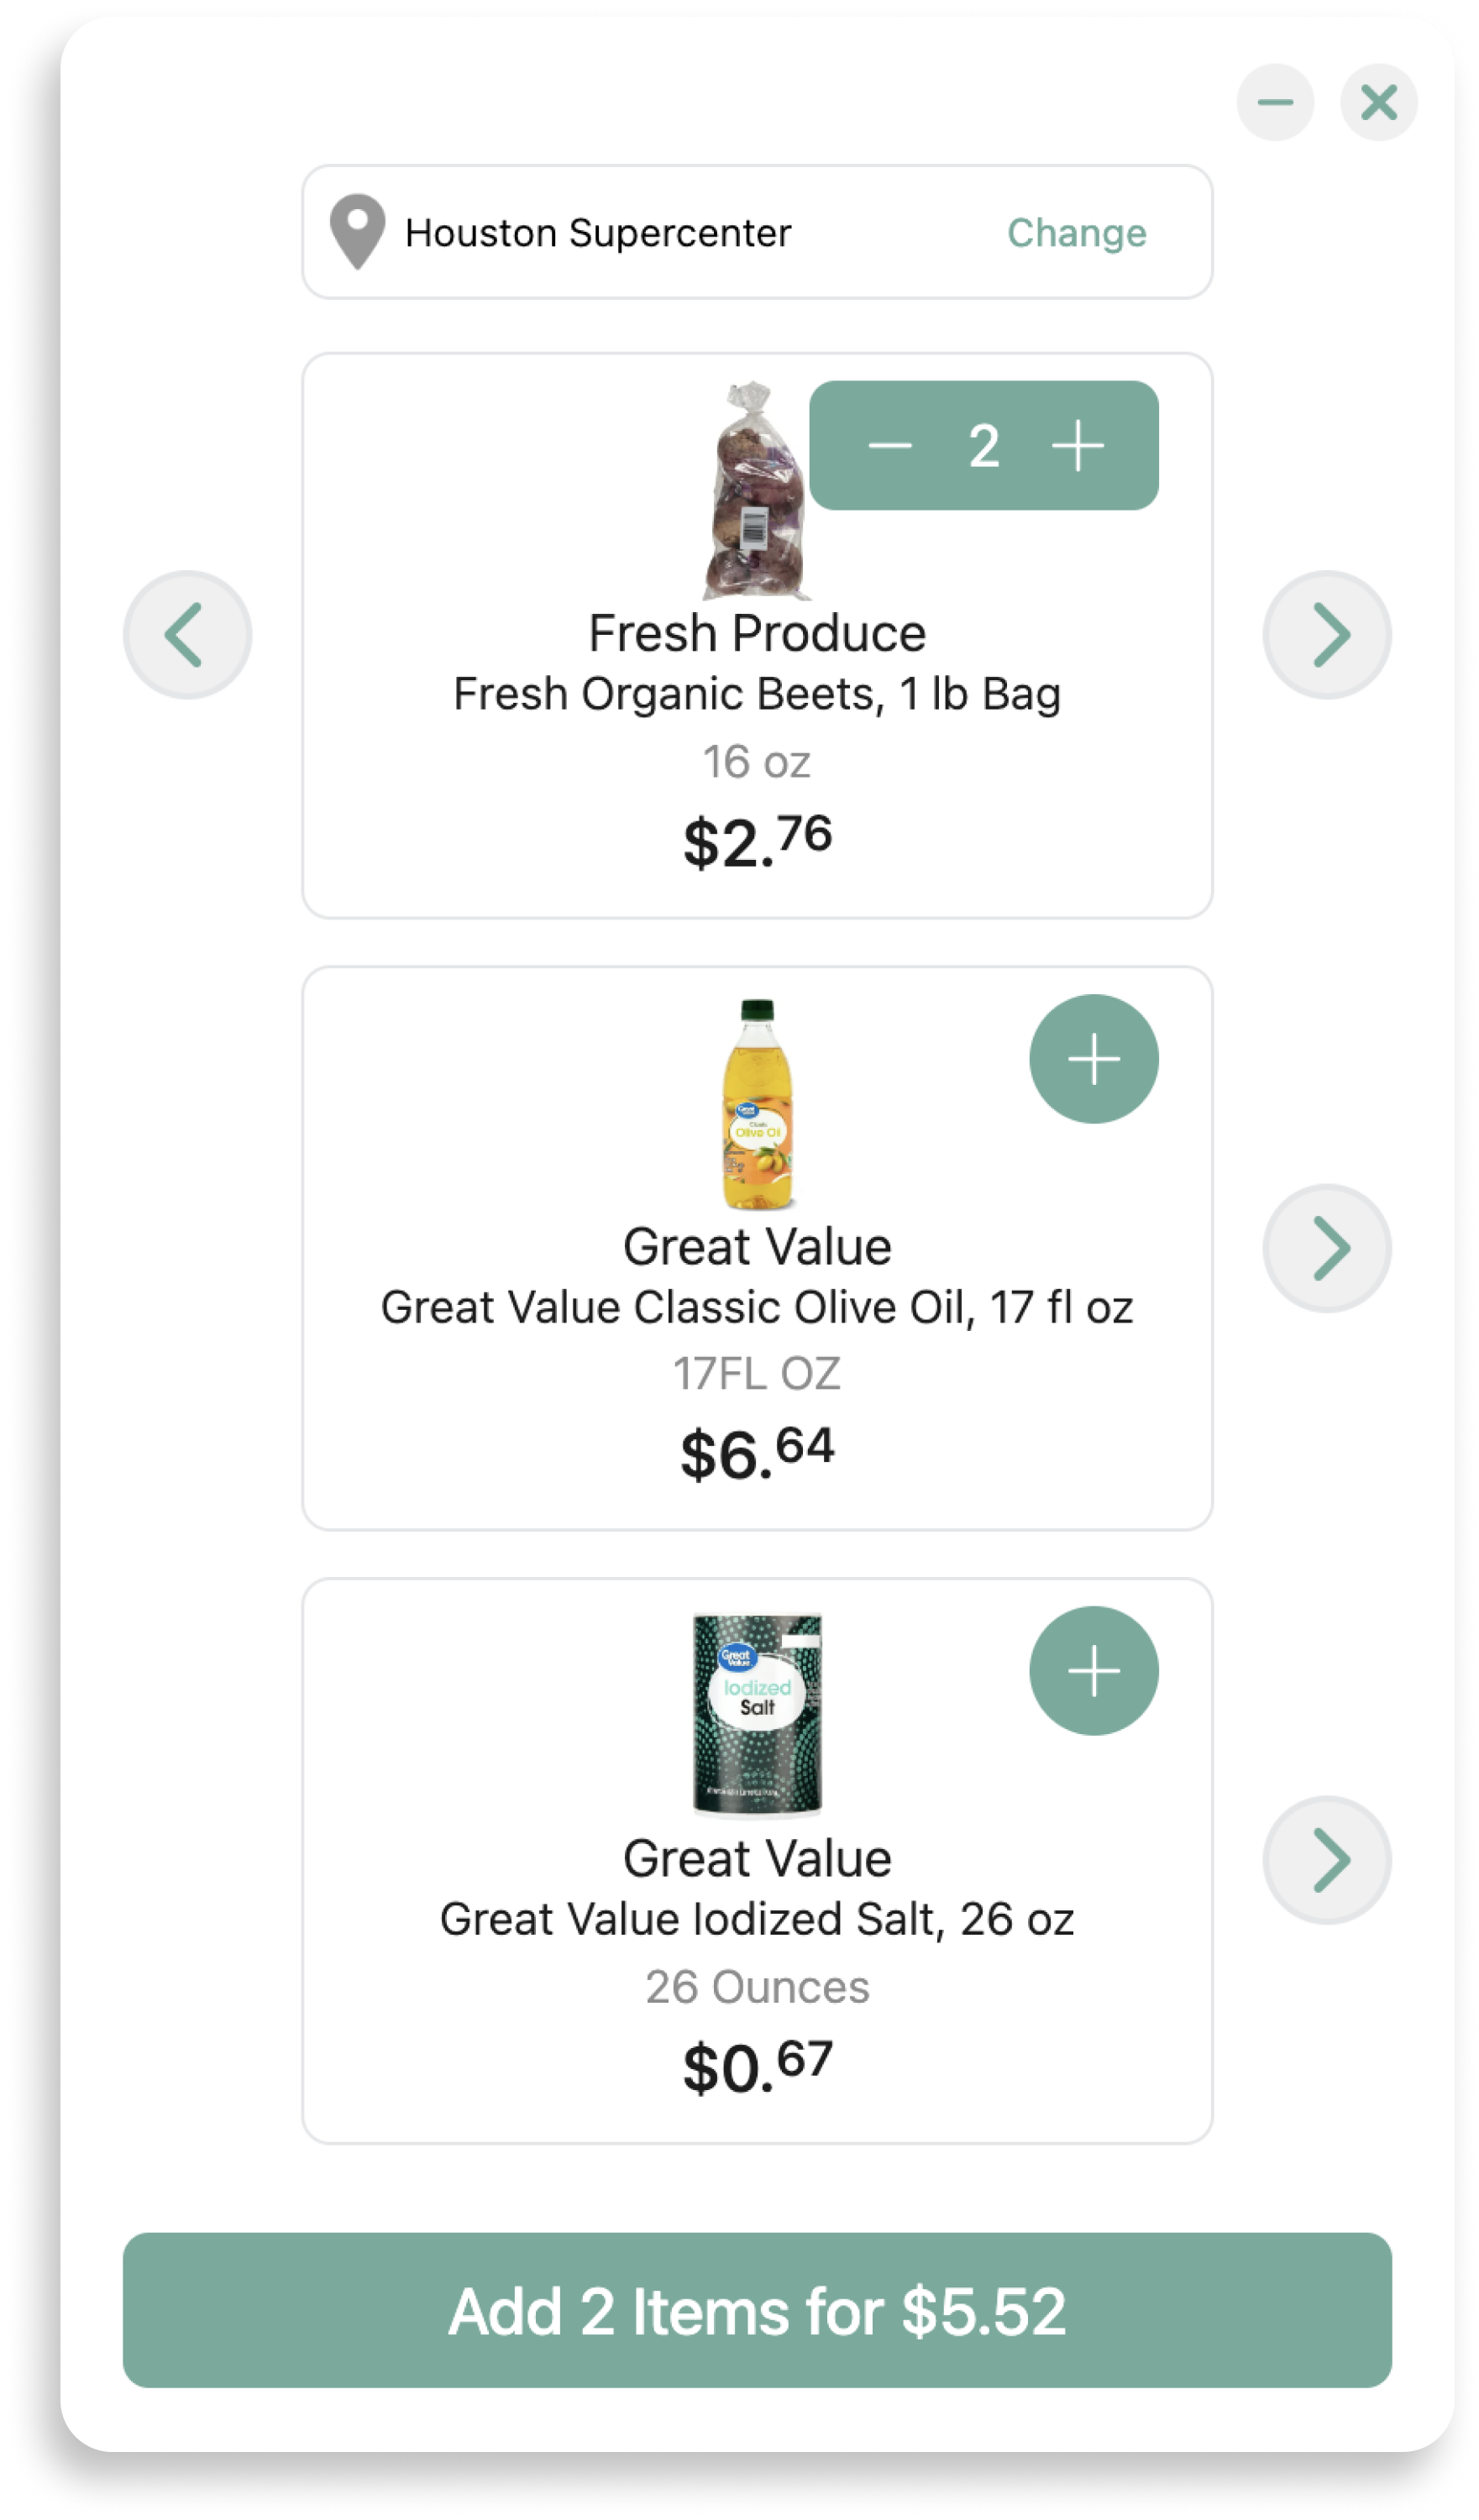 Houston Supercenter Change
2
Fresh Produce
Fresh Organic Beets, 1 lb Bag
16 oz
$2.76
Great
Classic
Olive Oil
Great Value
Great Value Classic Olive Oil, 17 fl oz
17FL OZ
$6.64
Great
Value
Iodized
Salt
Great Value
Great Value Iodized Salt, 26 oz
26 Ounces
$0.67
Add 2 Items for $5.52